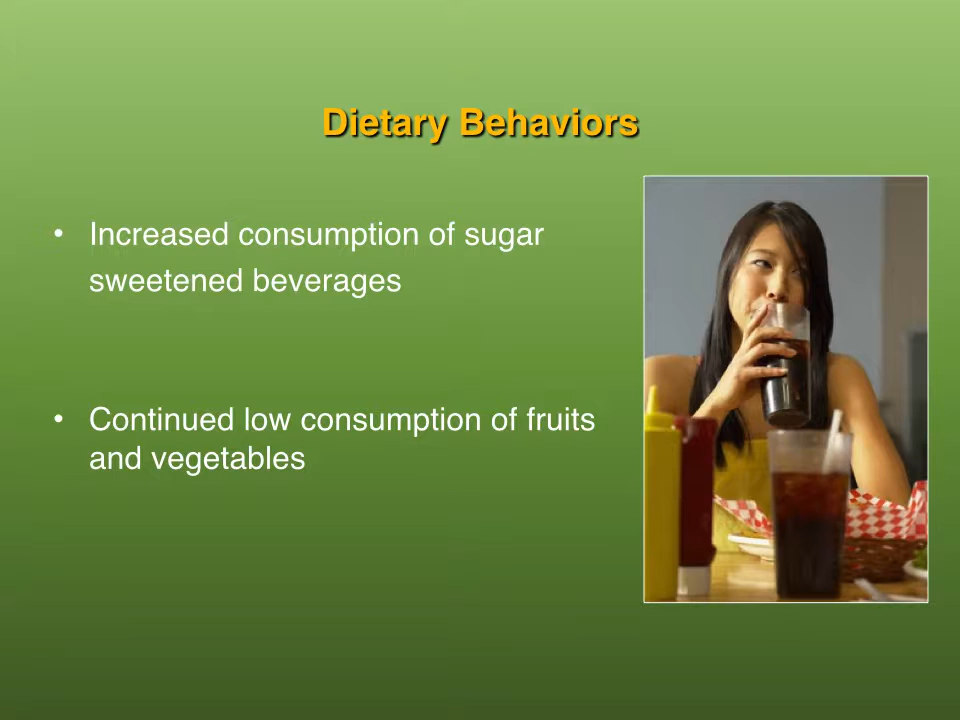 Dietary Behaviors
• Increased consumption of sugar
sweetened beverages
• Continued low consumption of fruits
and vegetables